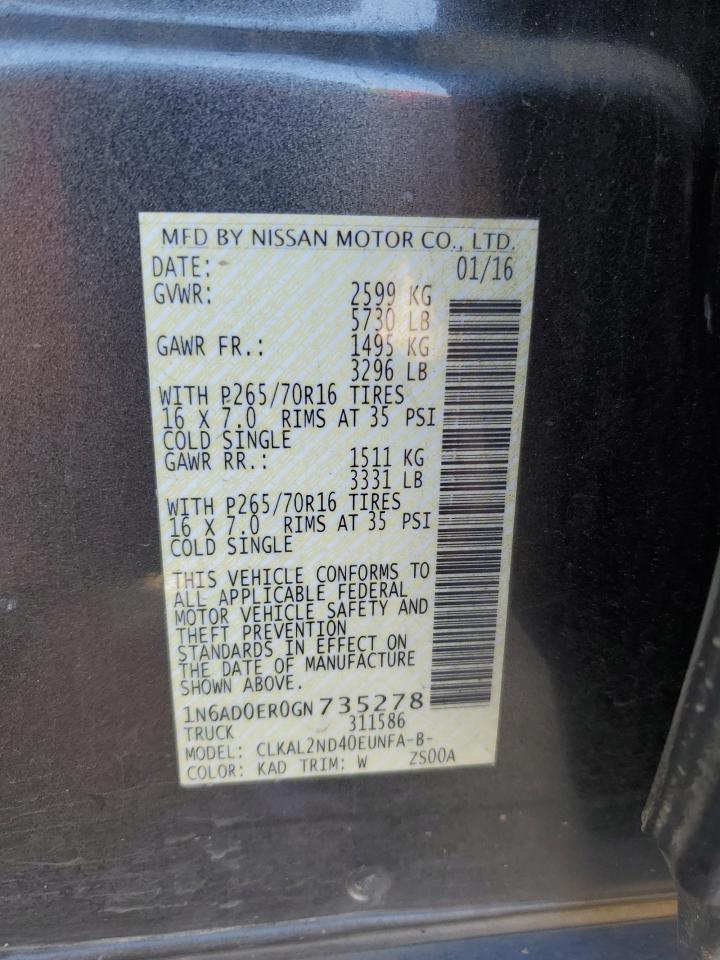 MFD BY NISSAN MOTOR CO., LTD.
DATE: 01/16
GVWR: 2599 KG
5730 LB
GAWR FR.: 1495 KG
3296 LB
WITH P265/70R16 TIRES
16 X 7.0 RIMS AT 35 PSI
COLD SINGLE
GAWR RR.: 1511 KG
3331 LB
WITH P265/70R16 TIRES
16 X 7.0 RIMS AT 35 PSI
COLD SINGLE
THIS VEHICLE CONFORMS TO
ALL APPLICABLE FEDERAL
MOTOR VEHICLE SAFETY AND
THEFT PREVENTION
STANDARDS IN EFFECT ON
THE DATE OF MANUFACTURE
SHOWN ABOVE.
1N6AD0ER0GN735278
TRUCK 311586
MODEL: CLKAL2ND40EUNFA-B-
COLOR: KAD TRIM: W ZS00A